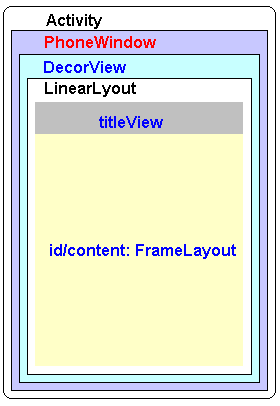 Activity
PhoneWindow
DecorView
LinearLyout
titleView
id/content: FrameLayout